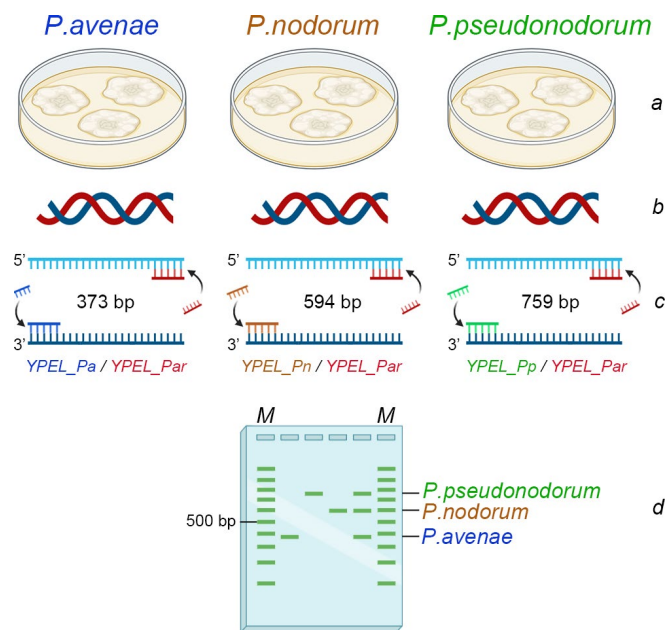 P.avenae P.nodorum P.pseudonodorum
a
b
5’ 5’ 5’
373 bp 594 bp 759 bp c
3’ 3’ 3’
YPEL_Pa / YPEL_Par YPEL_Pn / YPEL_Par YPEL_Pp / YPEL_Par
M M
P.pseudonodorum
P.nodorum d
500 bp
P.avenae